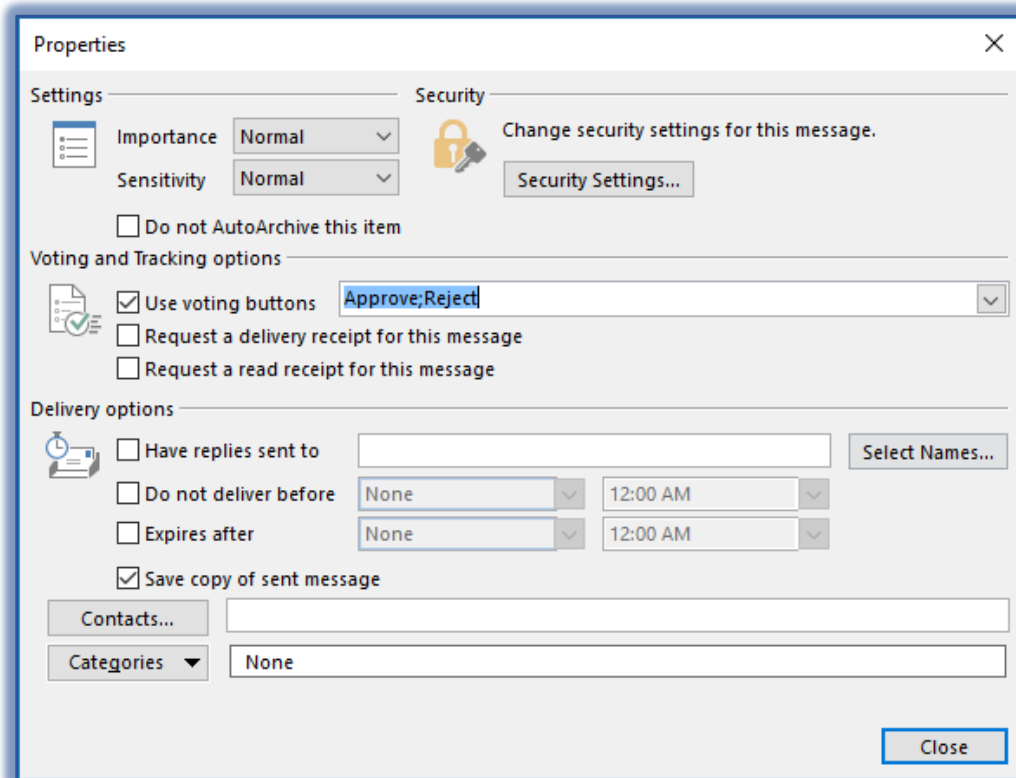 Properties
Settings
Security
Importance Normal
Change security settings for this message.
Sensitivity Normal
Security Settings...
Do not AutoArchive this item
Voting and Tracking options
Use voting buttons Approve;Reject
Request a delivery receipt for this message
Request a read receipt for this message
Delivery options
Have replies sent to Select Names...
Do not deliver before None 12:00 AM
Expires after None 12:00 AM
Save copy of sent message
Contacts...
Categories None
Close